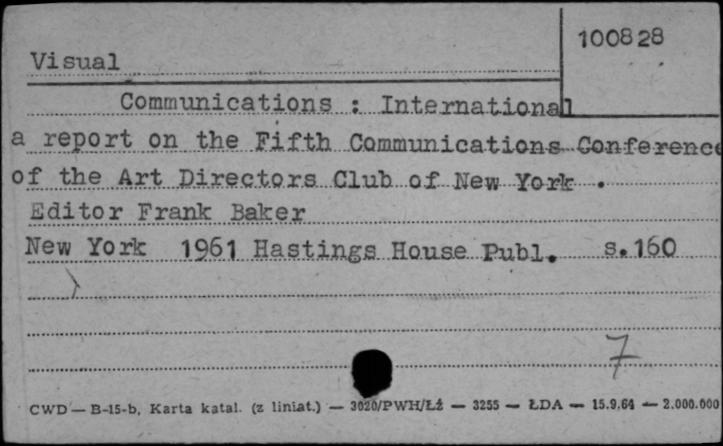 100828
Visual
Communications : International
a report on the Fifth Communications Conference
of the Art Directors Club of New York .
Editor Frank Baker
New York 1961 Hastings House Publ. s.160
7
CWD — B-15-b, Karta katal. (z liniat.) — 3020/PWH/Łź — 3255 — ŁDA — 15.9.64 — 2.000.000